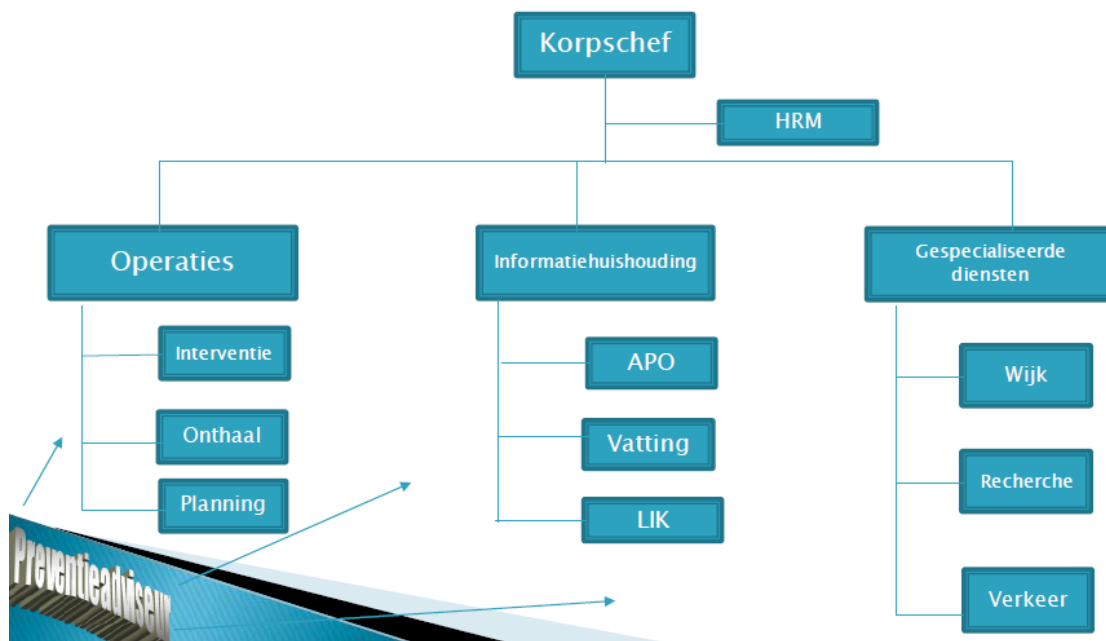 Korpschef
HRM
Operaties
Informatiehuishouding
Gespecialiseerde
diensten
Interventie
APO
Wijk
Onthaal
Vatting
Recherche
Planning
LIK
Verkeer
Preventieadviseur